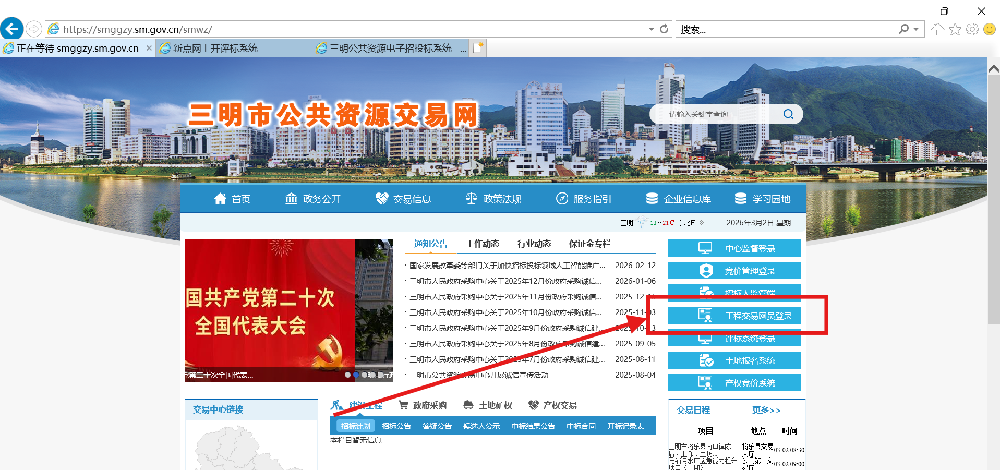 https://smggzy.sm.gov.cn/smwz/
搜索...
正在等待 smggzy.sm.gov.cn
新点网上开评标系统
三明公共资源电子招投标系统--...
三明市公共资源交易网
请输入关键字查询
首页
政务公开
交易信息
政策法规
服务指引
企业信息库
学习园地
三明 13~21℃ 东北风
2026年3月2日 星期一
国共产党第二十次
全国代表大会
党第二十次全国代表...
通知公告 工作动态 行业动态 保证金专栏
国家发展改革委等部门关于加快招标投标领域人工智能推广... 2026-02-12
三明市人民政府采购中心关于2025年12月份政府采购诚信... 2026-01-06
三明市人民政府采购中心关于2025年11月份政府采购诚信... 2025-12-16
三明市人民政府采购中心关于2025年10月份政府采购诚信... 2025-11-03
三明市人民政府采购中心关于2025年9月份政府采购诚信建... 2025-10-13
三明市人民政府采购中心关于2025年8月份政府采购诚信建... 2025-09-05
三明市人民政府采购中心关于2025年7月份政府采购诚信建... 2025-08-11
三明市公共资源交易中心开展诚信宣传活动 2025-08-04
中心监督登录
竞价管理登录
招标人监管端
工程交易网员登录
评标系统登录
土地报名系统
产权竞价系统
交易中心链接
建设工程 政府采购 土地矿权 产权交易
招标计划 招标公告 答疑公告 候选人公示 中标结果公告 中标合同 开标记录表
本栏目暂无信息
交易日程 更多>>
项目 地点 时间
三明市将乐县南口镇陈厝、上仰、里坊... 将乐县交易大厅 03-02 08:30
马铺污水厂应急能力提升项目（一期） 沙县第一交易厅 03-02 09:00